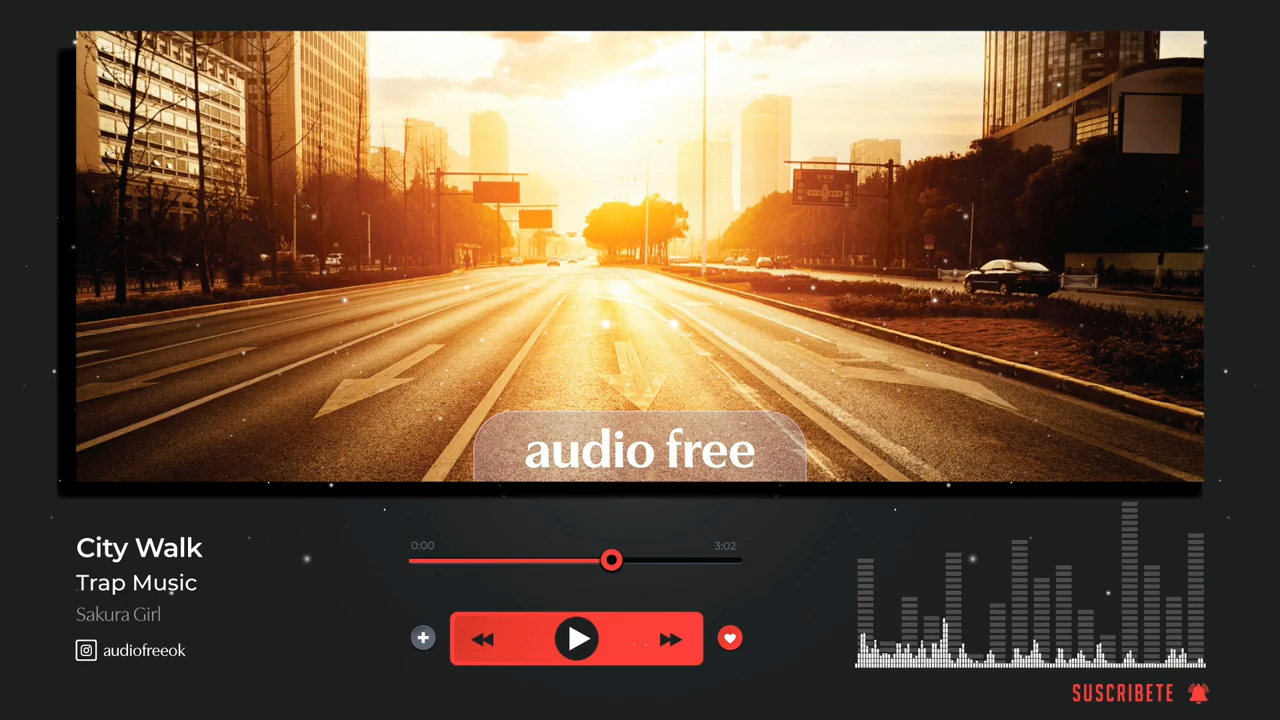 audio free
City Walk
Trap Music
Sakura Girl
audiofreeok
0:00
3:02
SUSCRIBETE